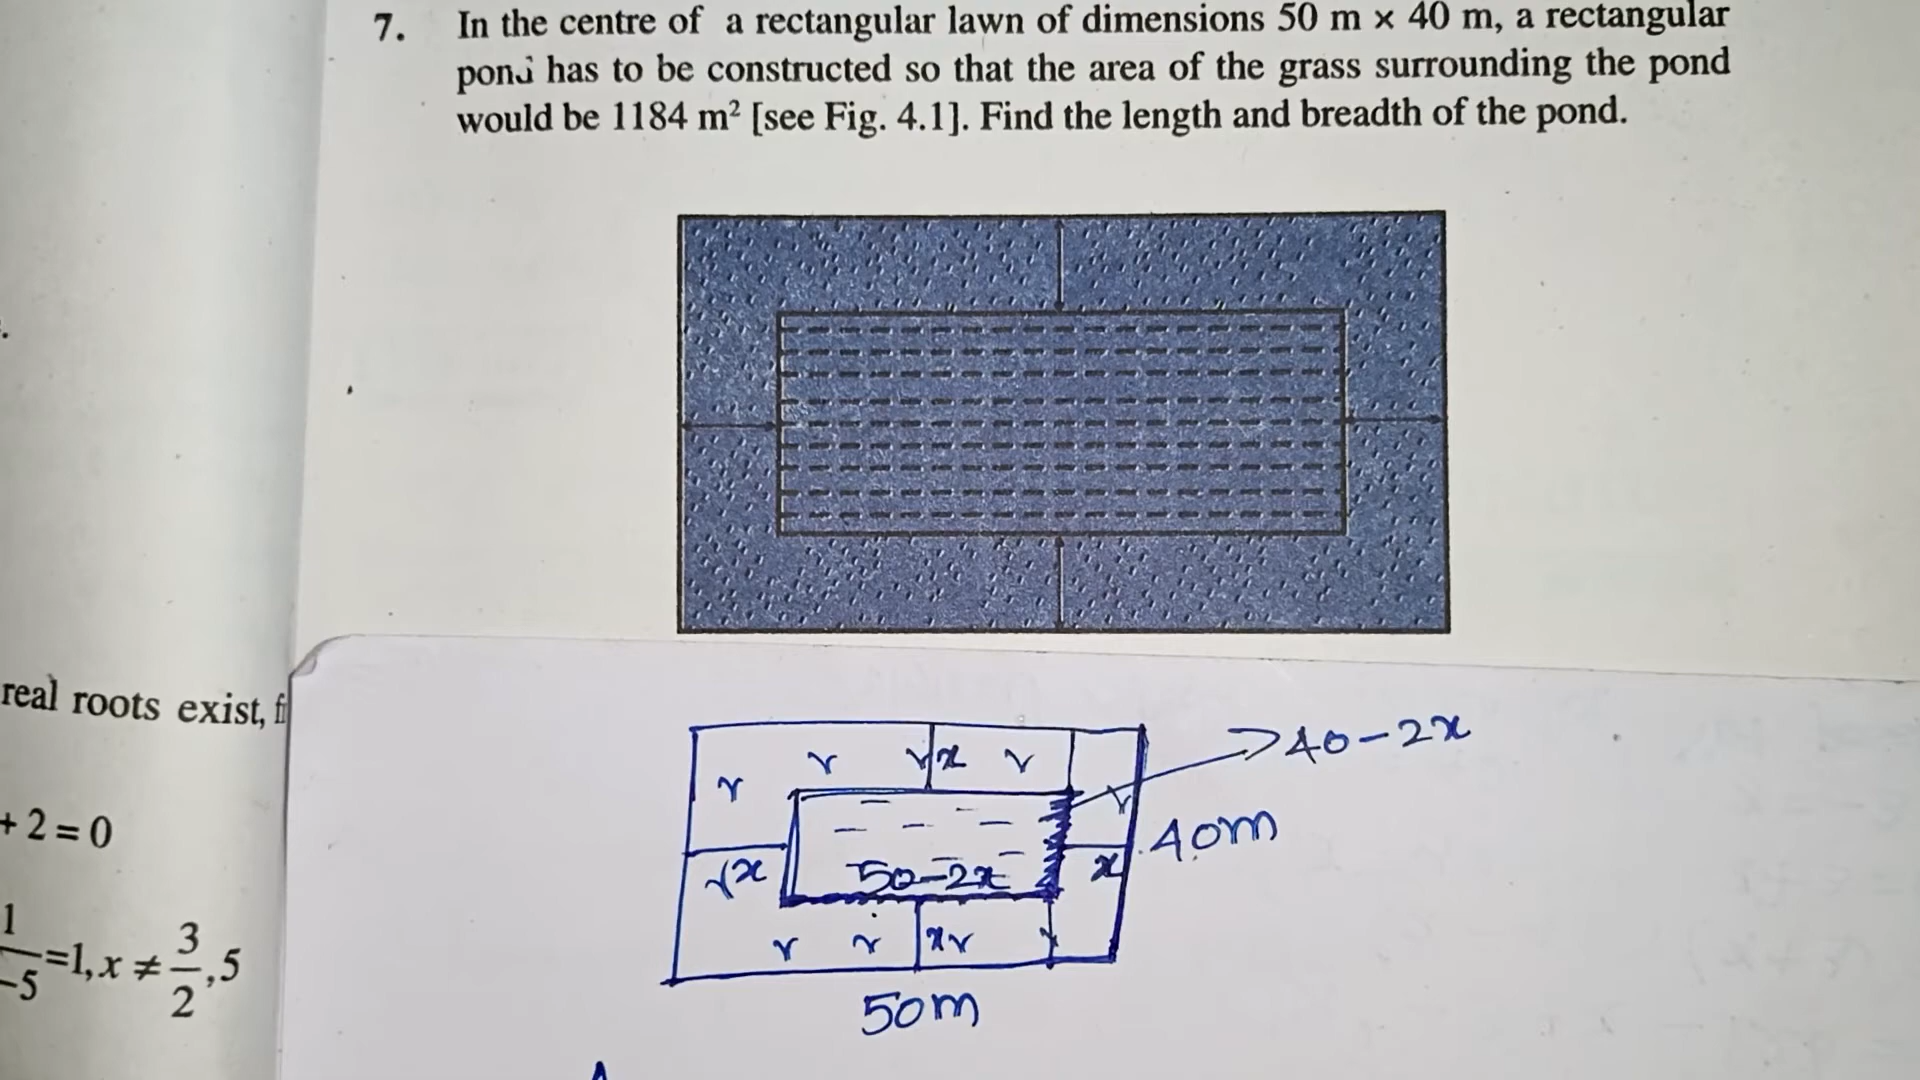 7. In the centre of a rectangular lawn of dimensions 50 m × 40 m, a rectangular
pond has to be constructed so that the area of the grass surrounding the pond
would be 1184 m² [see Fig. 4.1]. Find the length and breadth of the pond.
real roots exist,
+ 2 = 0
1/-5 =1, x ≠ 3/2, 5
40-2x
x
40m
x
50-2x
x
x
50m